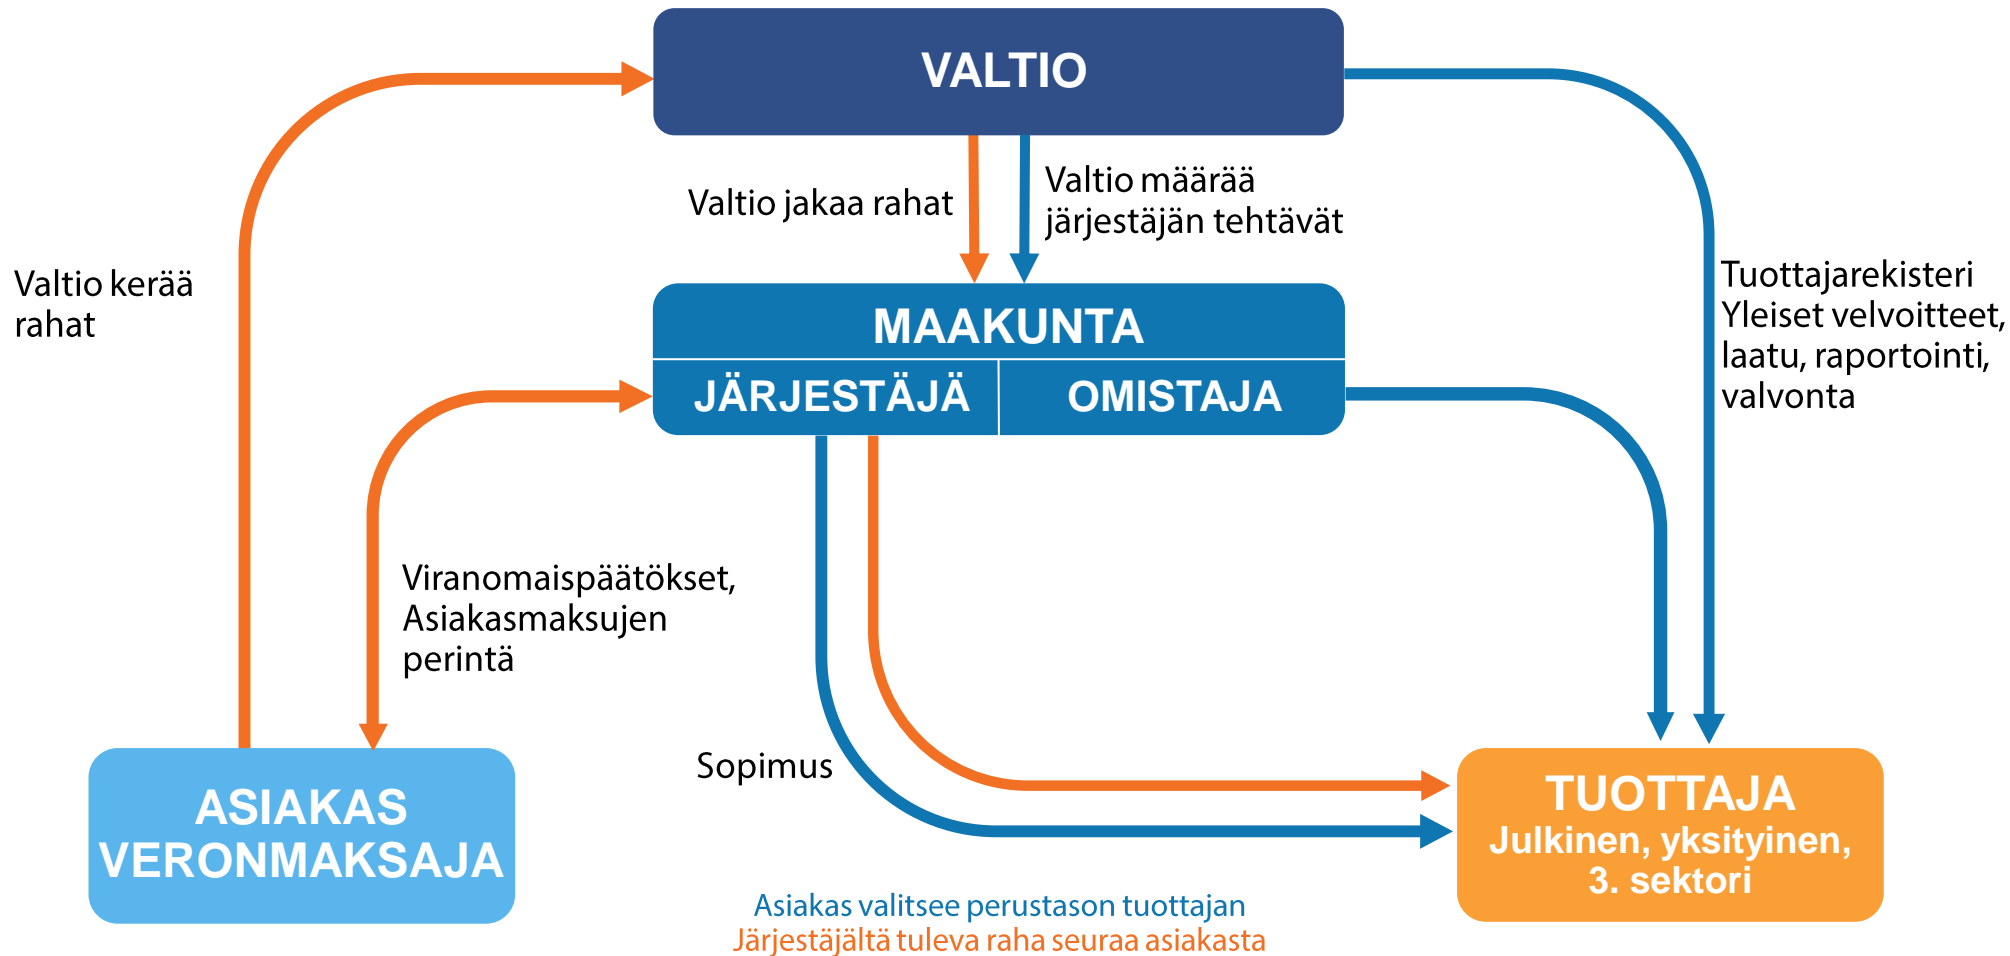 VALTIO
Valtio jakaa rahat
Valtio määrää
järjestäjän tehtävät
Valtio kerää
rahat
Tuottajarekisteri
Yleiset velvoitteet,
laatu, raportointi,
valvonta
MAAKUNTA
JÄRJESTÄJÄ
OMISTAJA
Viranomaispäätökset,
Asiakasmaksujen
perintä
Sopimus
ASIAKAS
VERONMAKSAJA
TUOTTAJA
Julkinen, yksityinen,
3. sektori
Asiakas valitsee perustason tuottajan
Järjestäjältä tuleva raha seuraa asiakasta